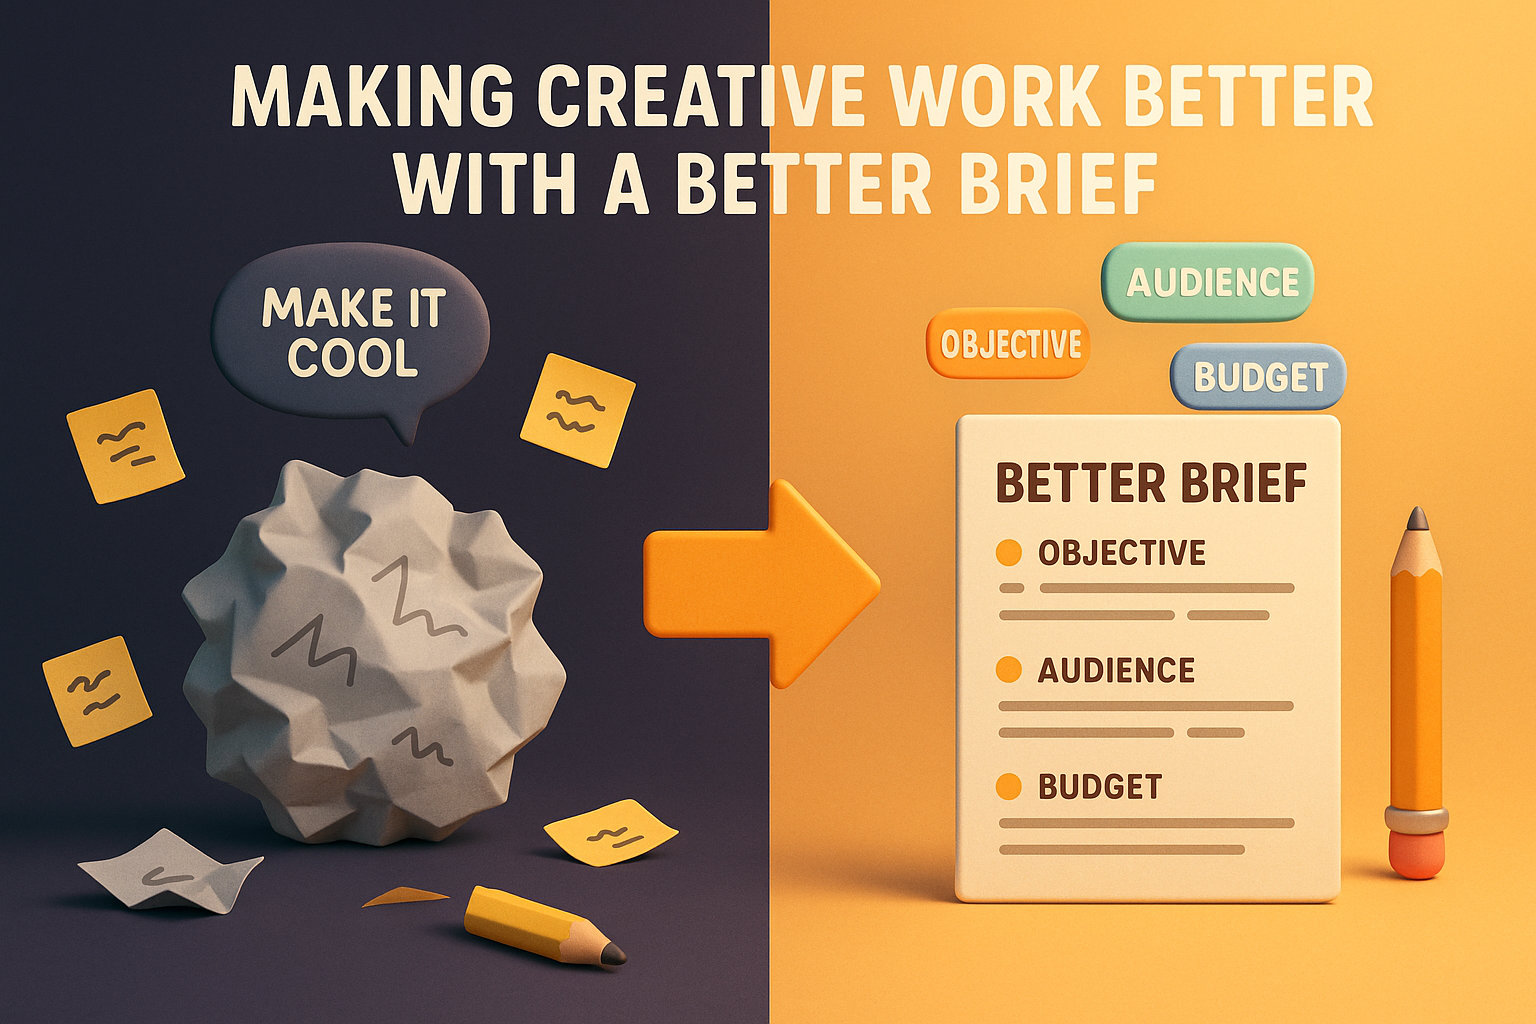 MAKING CREATIVE WORK BETTER
WITH A BETTER BRIEF
MAKE IT
COOL
AUDIENCE
OBJECTIVE
BUDGET
BETTER BRIEF
OBJECTIVE
AUDIENCE
BUDGET